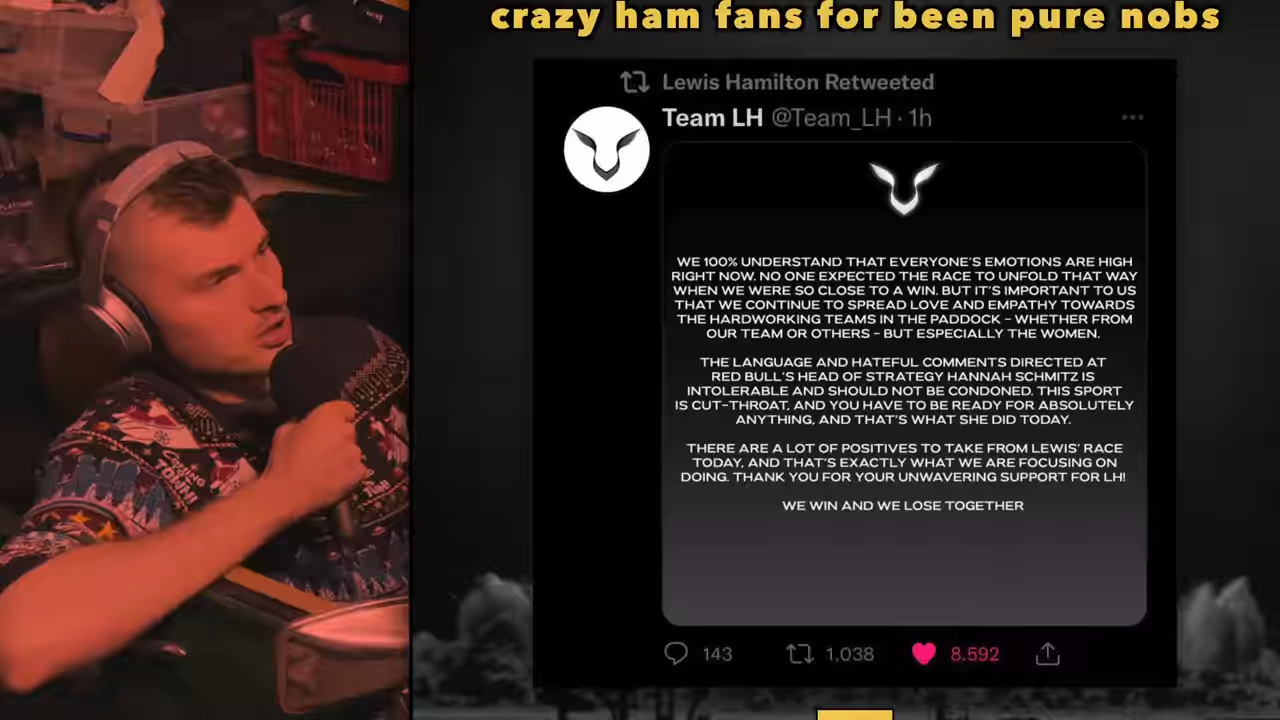 crazy ham fans for been pure nobs
Lewis Hamilton Retweeted
Team LH @Team_LH · 1h
WE 100% UNDERSTAND THAT EVERYONE'S EMOTIONS ARE HIGH
RIGHT NOW. NO ONE EXPECTED THE RACE TO UNFOLD THAT WAY
WHEN WE WERE SO CLOSE TO A WIN. BUT IT'S IMPORTANT TO US
THAT WE CONTINUE TO SPREAD LOVE AND EMPATHY TOWARDS
THE HARDWORKING TEAMS IN THE PADDOCK – WHETHER FROM
OUR TEAM OR OTHERS – BUT ESPECIALLY THE WOMEN.
THE LANGUAGE AND HATEFUL COMMENTS DIRECTED AT
RED BULL'S HEAD OF STRATEGY HANNAH SCHMITZ IS
INTOLERABLE AND SHOULD NOT BE CONDONED. THIS SPORT
IS CUT-THROAT, AND YOU HAVE TO BE READY FOR ABSOLUTELY
ANYTHING, AND THAT'S WHAT SHE DID TODAY.
THERE ARE A LOT OF POSITIVES TO TAKE FROM LEWIS' RACE
TODAY, AND THAT'S EXACTLY WHAT WE ARE FOCUSING ON
DOING. THANK YOU FOR YOUR UNWAVERING SUPPORT FOR LH!
WE WIN AND WE LOSE TOGETHER
143 1.038 8.592